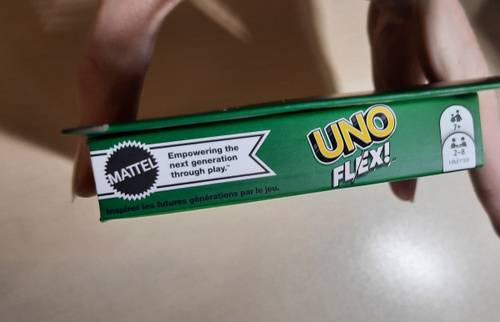 MATTEL
Empowering the
next generation
through play.™
Inspirer les futures générations par le jeu.
UNO
FLEX!
7+
2-8